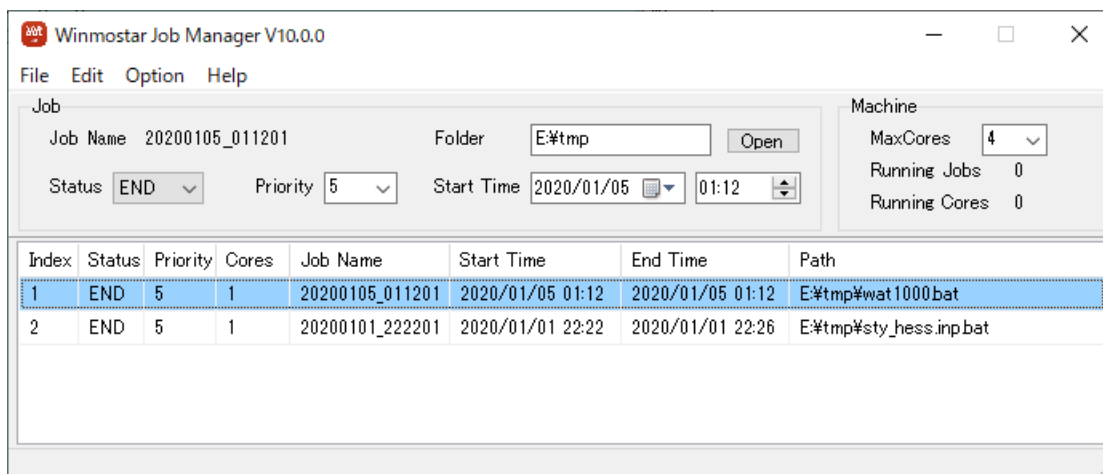 Winmostar Job Manager V10.0.0
File Edit Option Help
Job Machine
Job Name 20200105_011201 Folder E:¥tmp Open MaxCores 4
Status END Priority 5 Start Time 2020/01/05 01:12 Running Jobs 0
Running Cores 0
Index Status Priority Cores Job Name Start Time End Time Path
1 END 5 1 20200105_011201 2020/01/05 01:12 2020/01/05 01:12 E:¥tmp¥wat1000.bat
2 END 5 1 20200101_222201 2020/01/01 22:22 2020/01/01 22:26 E:¥tmp¥sty_hess.inp.bat